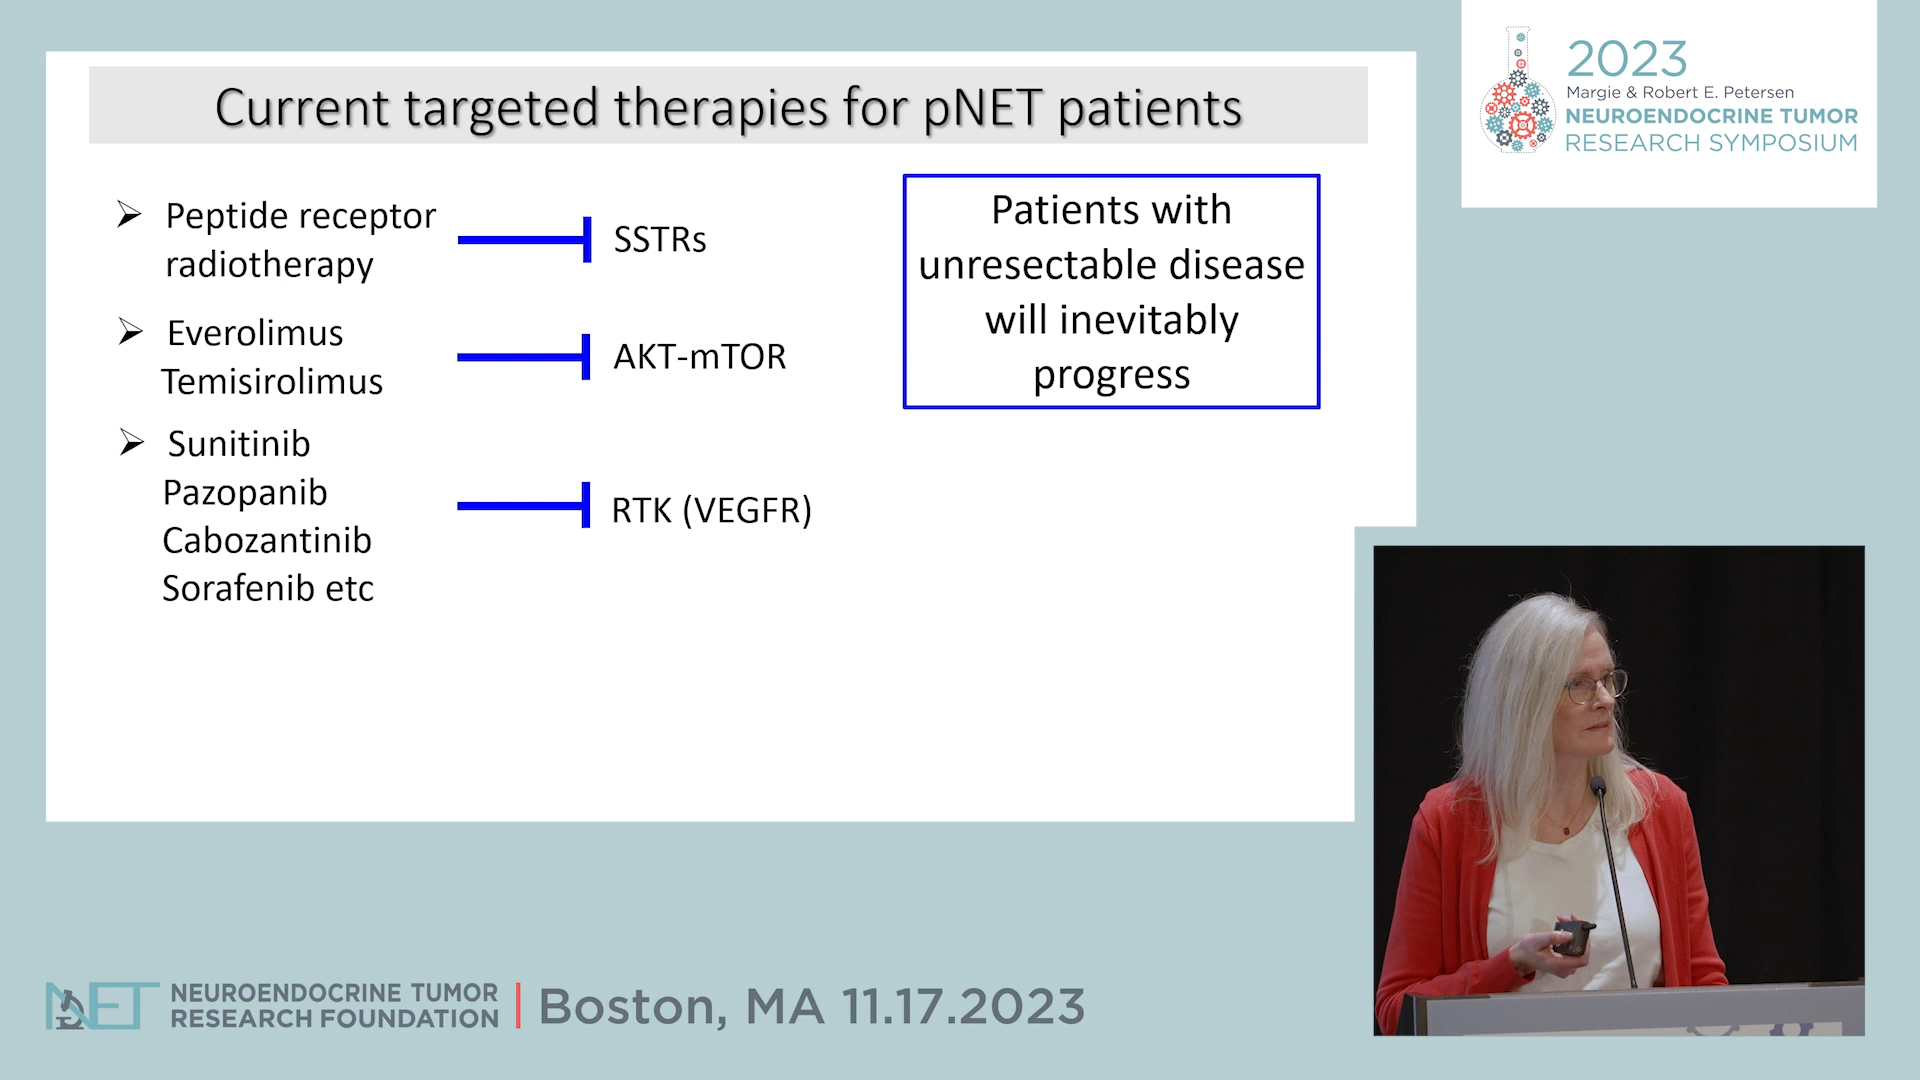 Current targeted therapies for pNET patients
Peptide receptor
radiotherapy
SSTRs
Everolimus
Temisirolimus
AKT-mTOR
Sunitinib
Pazopanib
Cabozantinib
Sorafenib etc
RTK (VEGFR)
Patients with
unresectable disease
will inevitably
progress
2023
Margie & Robert E. Petersen
NEUROENDOCRINE TUMOR
RESEARCH SYMPOSIUM
NET
NEUROENDOCRINE TUMOR
RESEARCH FOUNDATION
Boston, MA 11.17.2023